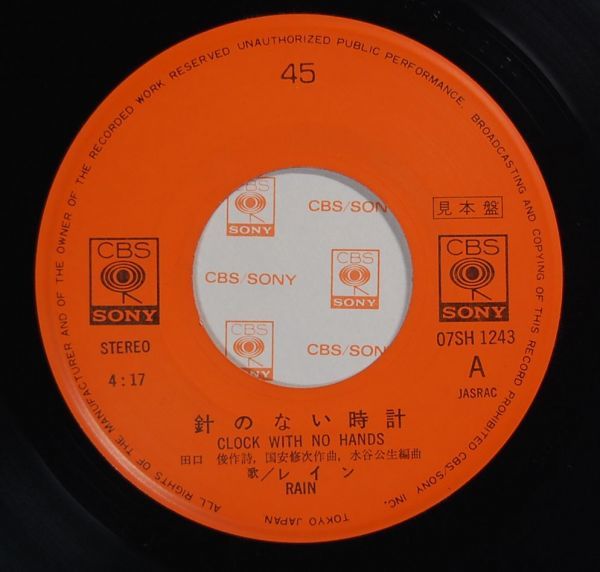 ALL RIGHTS OF THE MANUFACTURER AND OF THE OWNER OF THE RECORDED WORK RESERVED UNAUTHORIZED PUBLIC PERFORMANCE, BROADCASTING AND COPYING OF THIS RECORD PROHIBITED CBS/SONY INC.
TOKYO JAPAN
45
見本盤
CBS
SONY
CBS
SONY
STEREO
4:17
07SH 1243
A
JASRAC
CBS
SONY
CBS/SON
CBS/SONY
CBS
SONY
CBS
CBS/SON
SONY
針のない時計
CLOCK WITH NO HANDS
田口 俊作詩, 国安修次作曲, 水谷公生編曲
歌/レイン
RAIN